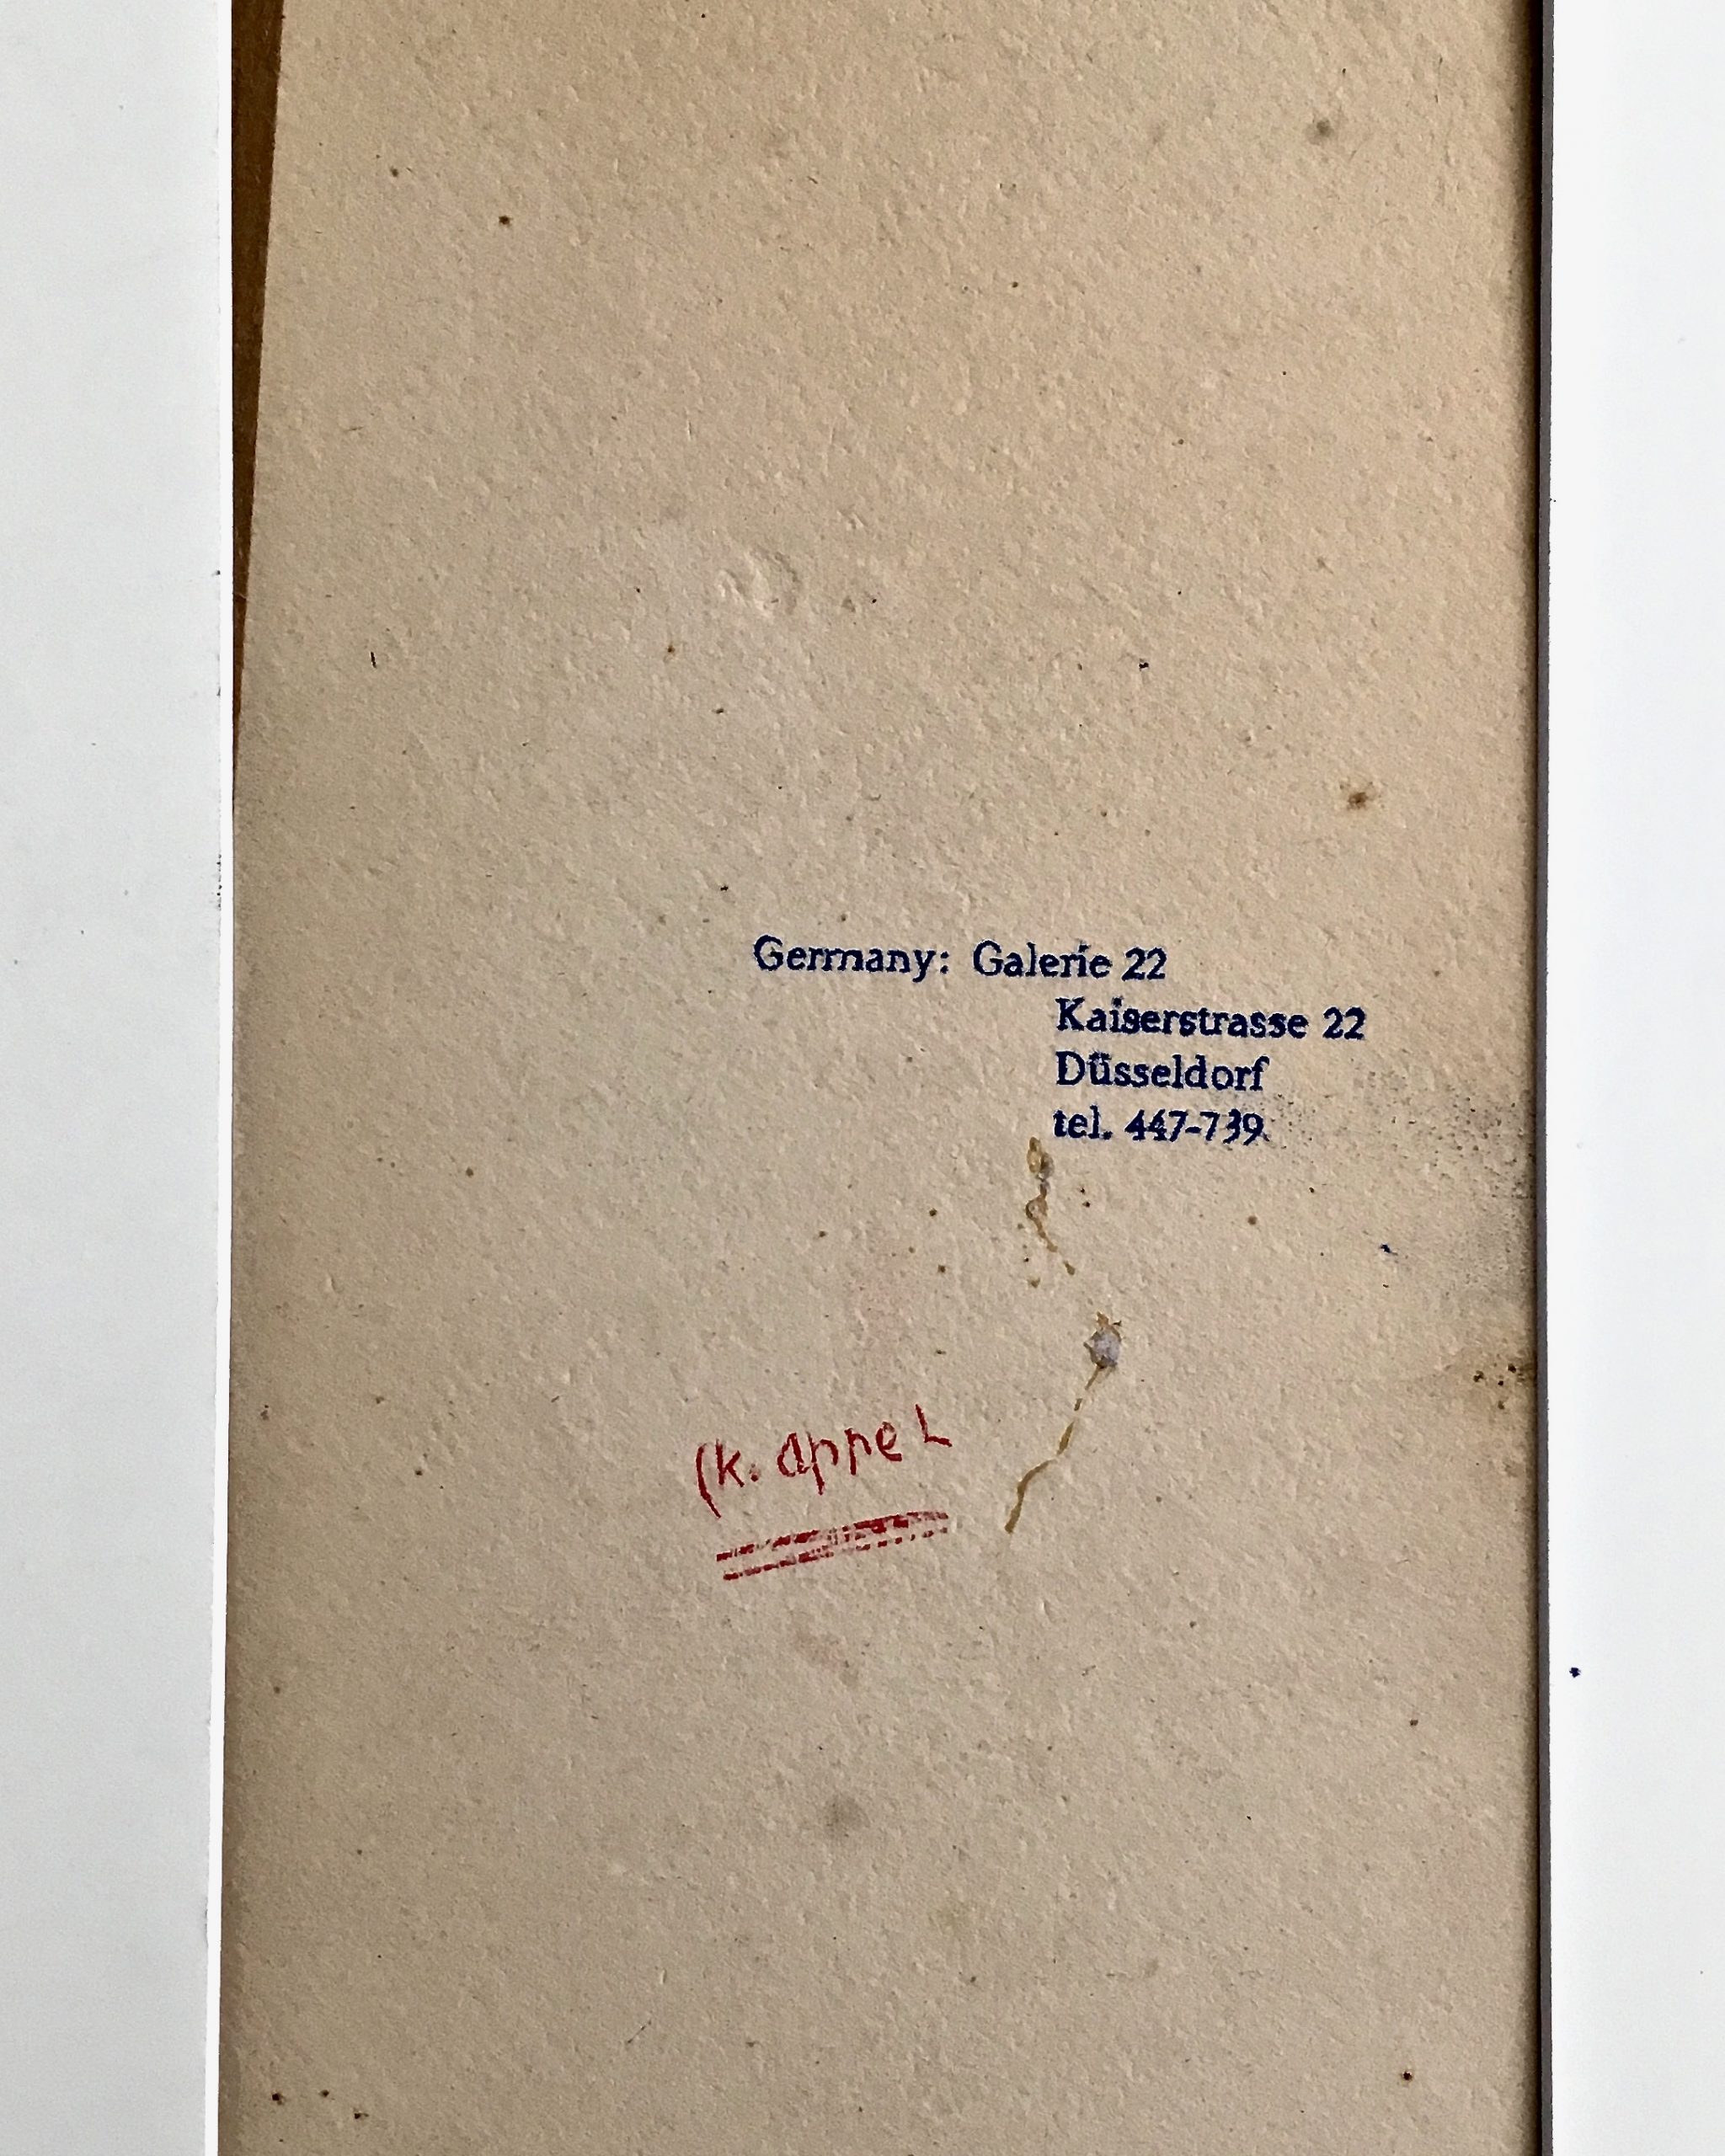 Germany: Galerie 22
Kaiserstrasse 22
Düsseldorf
tel. 447-739
(k. appeL